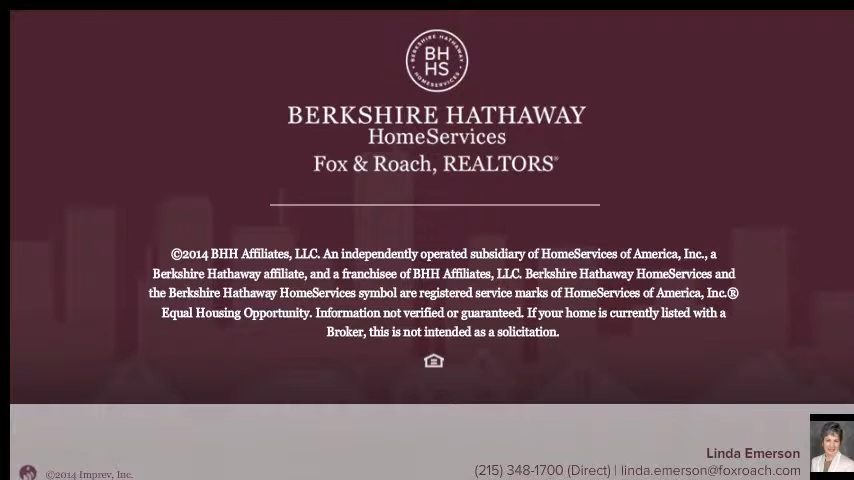 BERKSHIRE HATHAWAY
HOMESERVICES
BH
HS
BERKSHIRE HATHAWAY
HomeServices
Fox & Roach, REALTORS®
©2014 BHH Affiliates, LLC. An independently operated subsidiary of HomeServices of America, Inc., a
Berkshire Hathaway affiliate, and a franchisee of BHH Affiliates, LLC. Berkshire Hathaway HomeServices and
the Berkshire Hathaway HomeServices symbol are registered service marks of HomeServices of America, Inc.®
Equal Housing Opportunity. Information not verified or guaranteed. If your home is currently listed with a
Broker, this is not intended as a solicitation.
Linda Emerson
(215) 348-1700 (Direct) | linda.emerson@foxroach.com
©2014 Imprev, Inc.